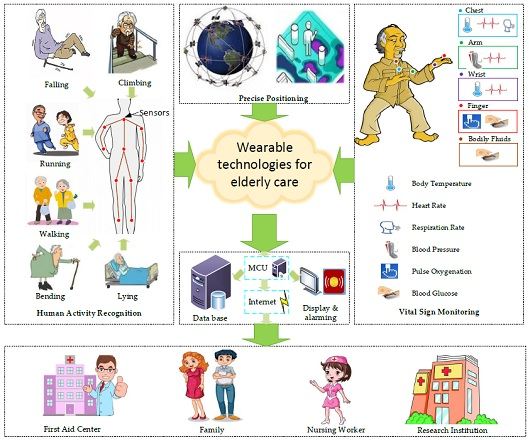 Falling
Climbing
Sensors
Running
Walking
Bending
Lying
Human Activity Recognition
Precise Positioning
Wearable
technologies for
elderly care
MCU
Internet
Data base
Display &
alarming
Chest
Arm
Wrist
Finger
Bodily Fluids
Body Temperature
Heart Rate
Respiration Rate
Blood Pressure
Pulse Oxygenation
Blood Glucose
Vital Sign Monitoring
First Aid Center
Family
Nursing Worker
Research Institution